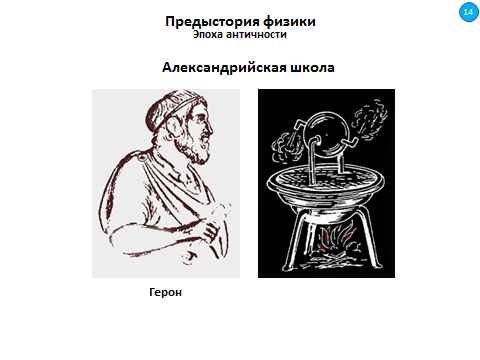 14
Предыстория физики
Эпоха античности
Александрийская школа
Герон